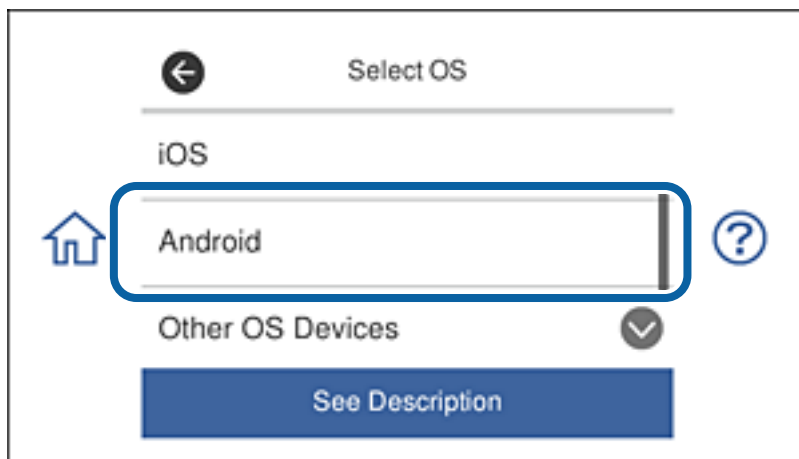 Select OS
iOS
Android
Other OS Devices
See Description